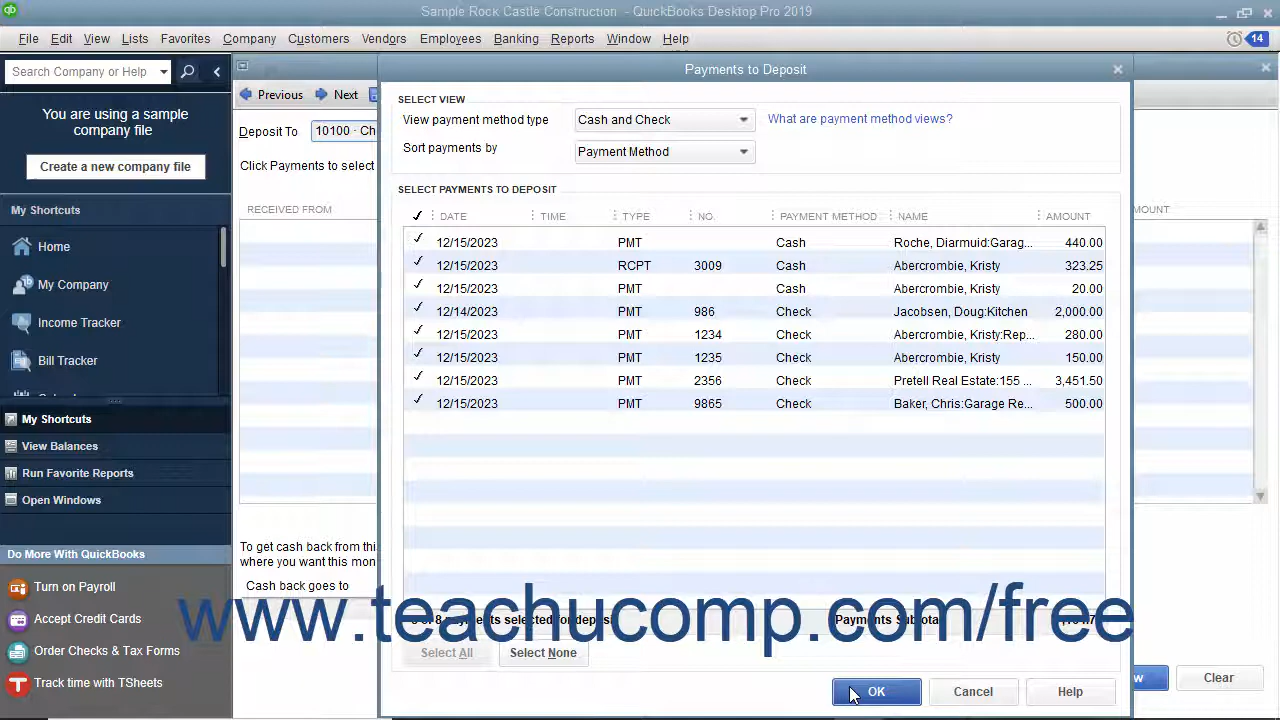 Sample Rock Castle Construction - QuickBooks Desktop Pro 2019
File Edit View Lists Favorites Company Customers Vendors Employees Banking Reports Window Help 14
Search Company or Help
You are using a sample
company file
Create a new company file
My Shortcuts
Home
My Company
Income Tracker
Bill Tracker
My Shortcuts
View Balances
Run Favorite Reports
Open Windows
Do More With QuickBooks
Turn on Payroll
Accept Credit Cards
Order Checks & Tax Forms
Track time with TSheets
Previous Next
Deposit To 10100 · Ch
Click Payments to select
RECEIVED FROM
To get cash back from thi
where you want this mon
Cash back goes to
Payments to Deposit
SELECT VIEW
View payment method type Cash and Check What are payment method views?
Sort payments by Payment Method
SELECT PAYMENTS TO DEPOSIT
✓ DATE TIME TYPE NO. PAYMENT METHOD NAME AMOUNT
✓ 12/15/2023 PMT Cash Roche, Diarmuid:Garag... 440.00
✓ 12/15/2023 RCPT 3009 Cash Abercrombie, Kristy 323.25
✓ 12/15/2023 PMT Cash Abercrombie, Kristy 20.00
✓ 12/14/2023 PMT 986 Check Jacobsen, Doug:Kitchen 2,000.00
✓ 12/15/2023 PMT 1234 Check Abercrombie, Kristy:Rep... 280.00
✓ 12/15/2023 PMT 1235 Check Abercrombie, Kristy 150.00
✓ 12/15/2023 PMT 2356 Check Pretell Real Estate:155 ... 3,451.50
✓ 12/15/2023 PMT 9865 Check Baker, Chris:Garage Re... 500.00
of 8 payments selected for deposit Payments Subtotal
www.teachucomp.com/free
Select All Select None
OK Cancel Help
MOUNT
w Clear